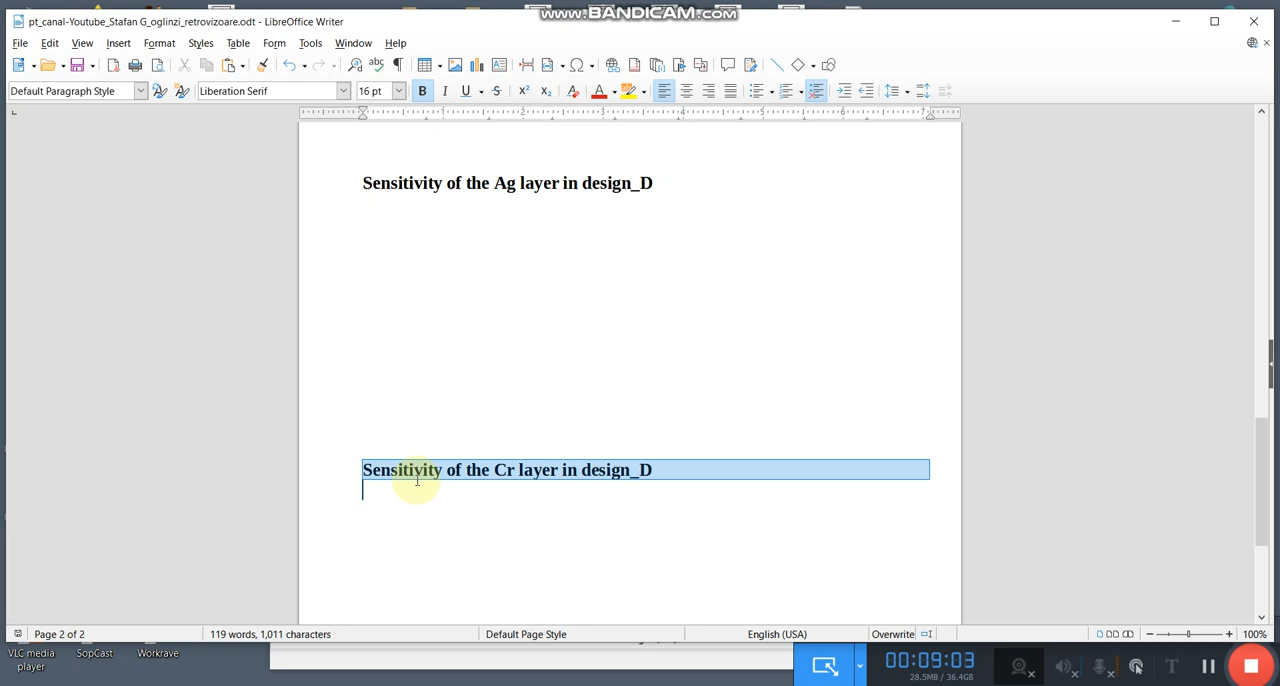 www.BANDICAM.com
pt_canal-Youtube_Stafan G_oglinzi_retrovizoare.odt - LibreOffice Writer
File Edit View Insert Format Styles Table Form Tools Window Help
Default Paragraph Style Liberation Serif 16 pt
Sensitivity of the Ag layer in design_D
Sensitivity of the Cr layer in design_D
Page 2 of 2 119 words, 1,011 characters Default Page Style English (USA) Overwrite 100%
VLC media player
SopCast
Workrave
00:09:03
28.5MB / 36.4GB